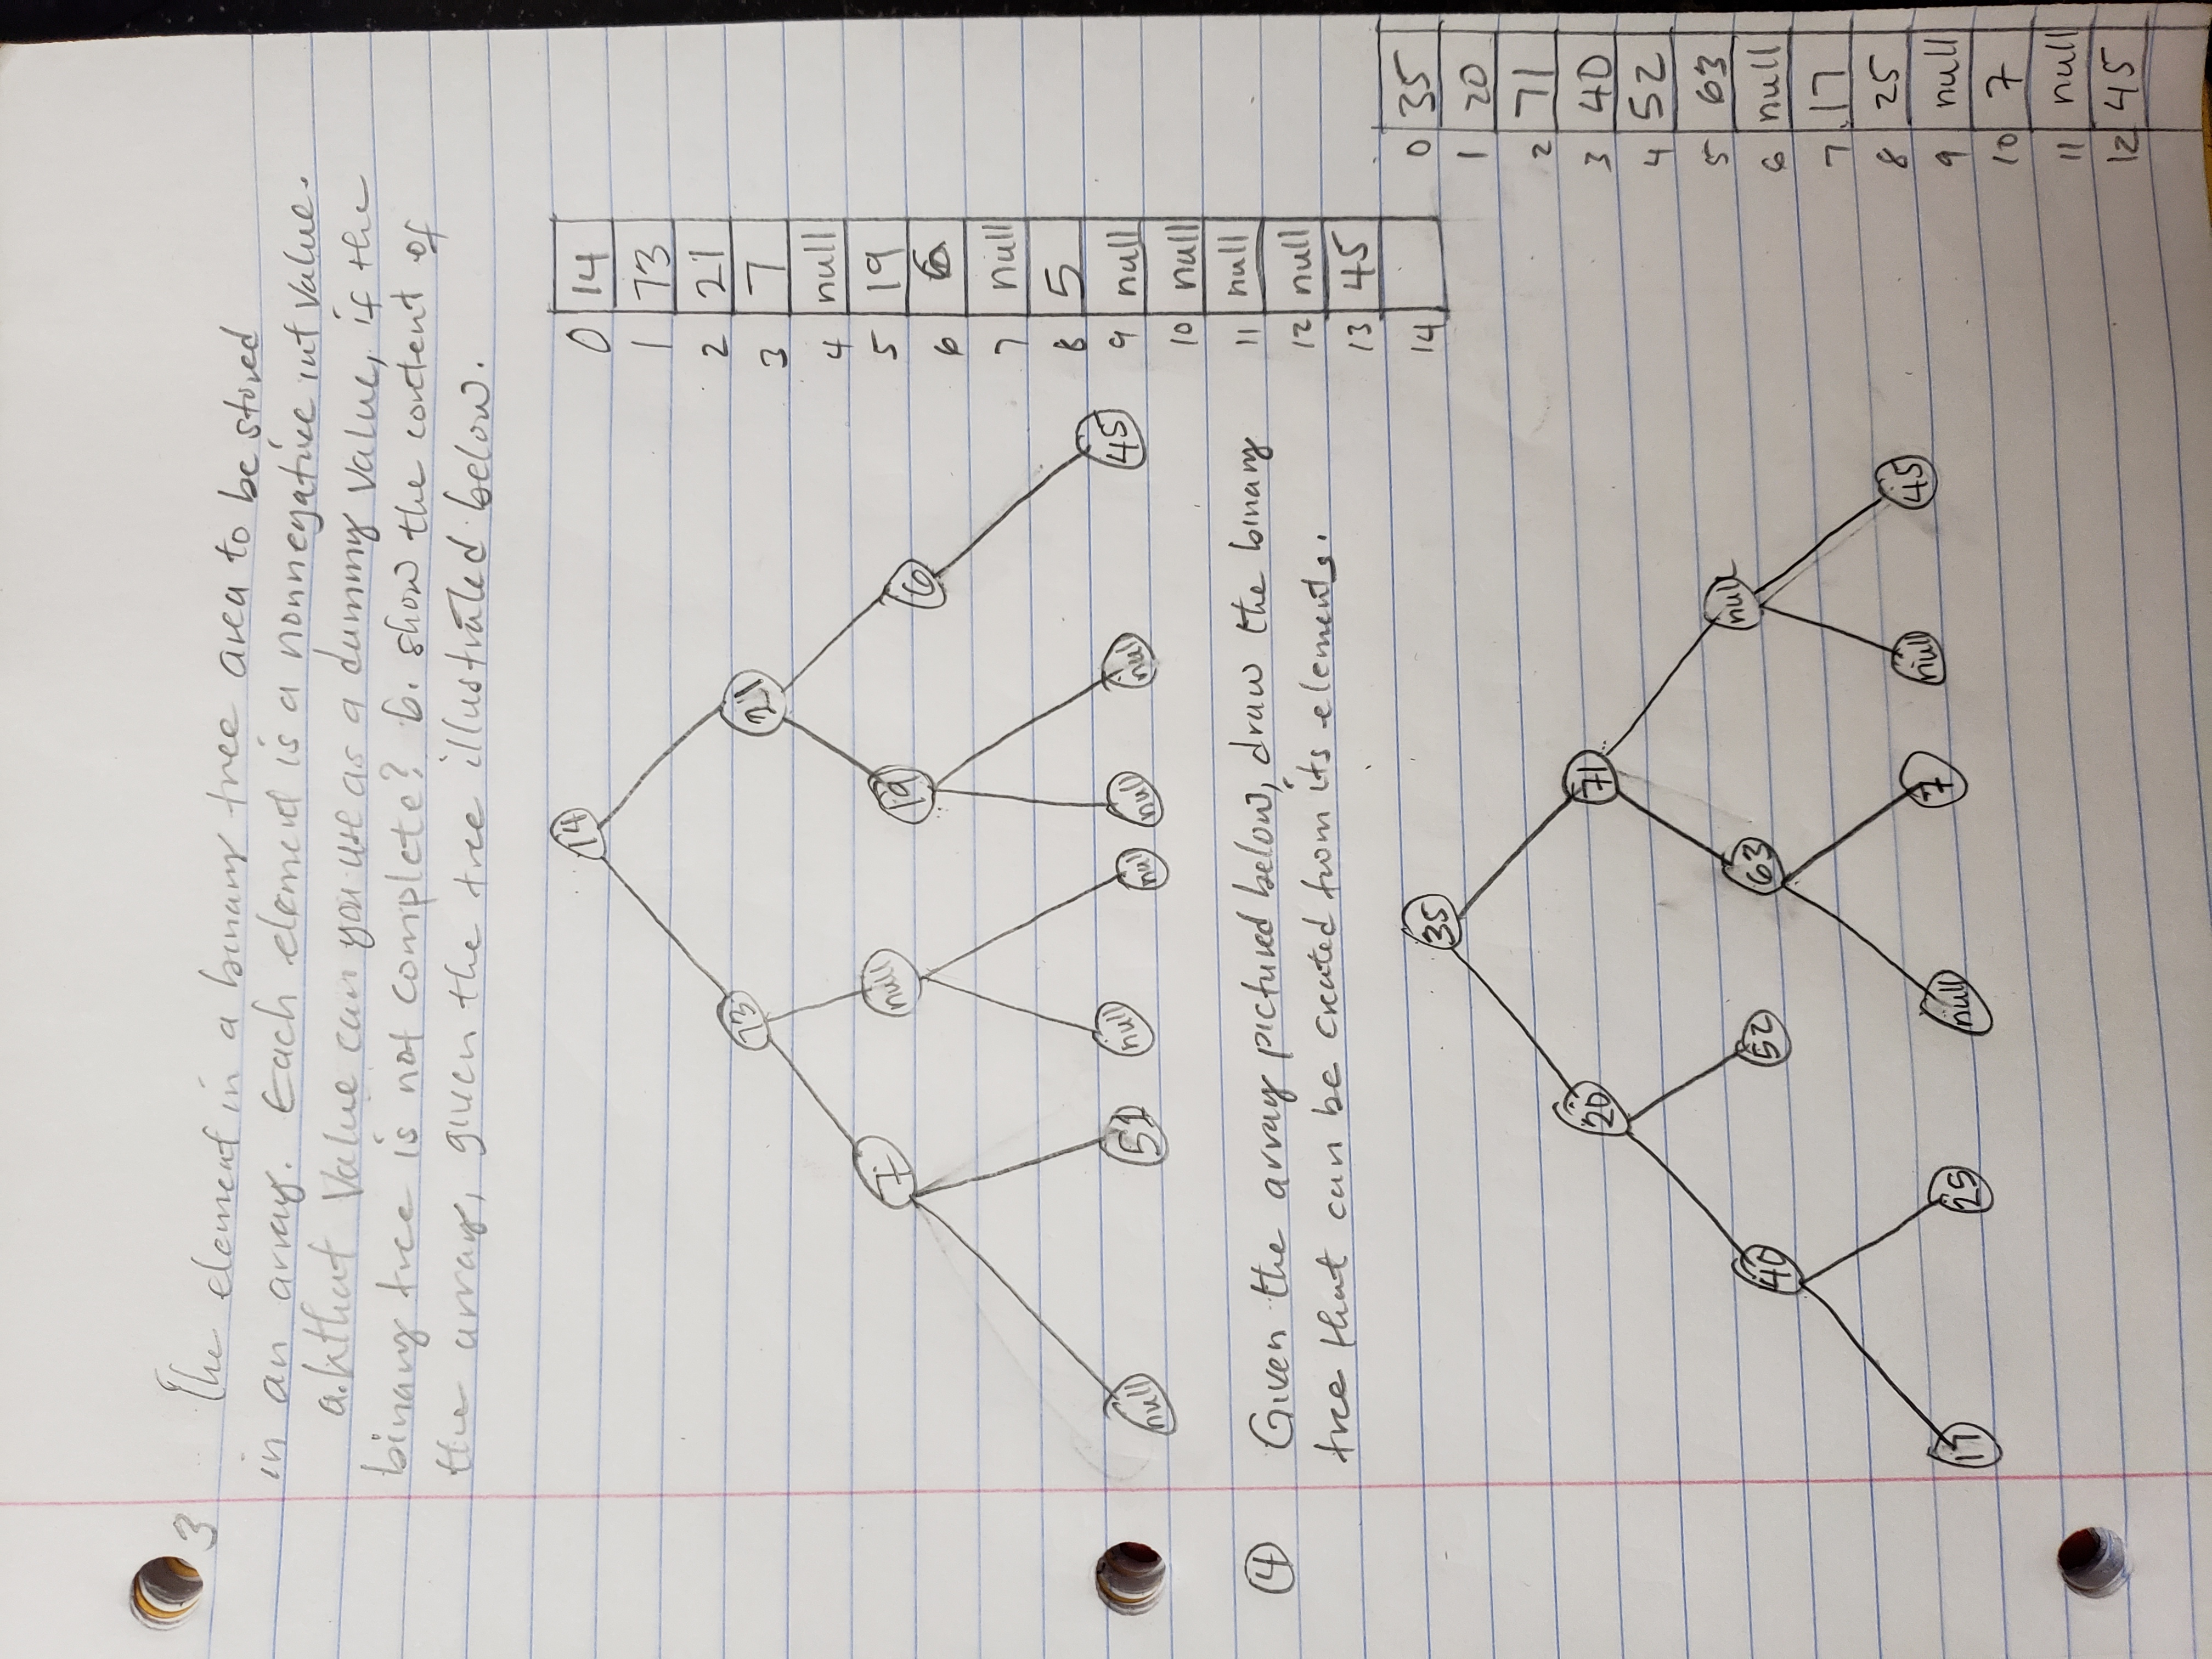 3 The element in a binary tree area to be stored
in an array. Each element is a nonnegative int value.
a. What value can you use as a dummy value, if the
binary tree is not complete? b. show the content of
the array, given the tree illustrated below.
14
73 21
7 null 19 6
null 51 null null null null 45
0 14
1 73
2 21
3 7
4 null
5 19
6 6
7 null
8 5
9 null
10 null
11 null
12 null
13 45
14
4 Given the array pictured below, draw the binary
tree that can be created from its elements.
35
20 71
40 52 63 null
17 25 null 7 null 45
0 35
1 20
2 71
3 40
4 52
5 63
6 null
7 17
8 25
9 null
10 7
11 null
12 45